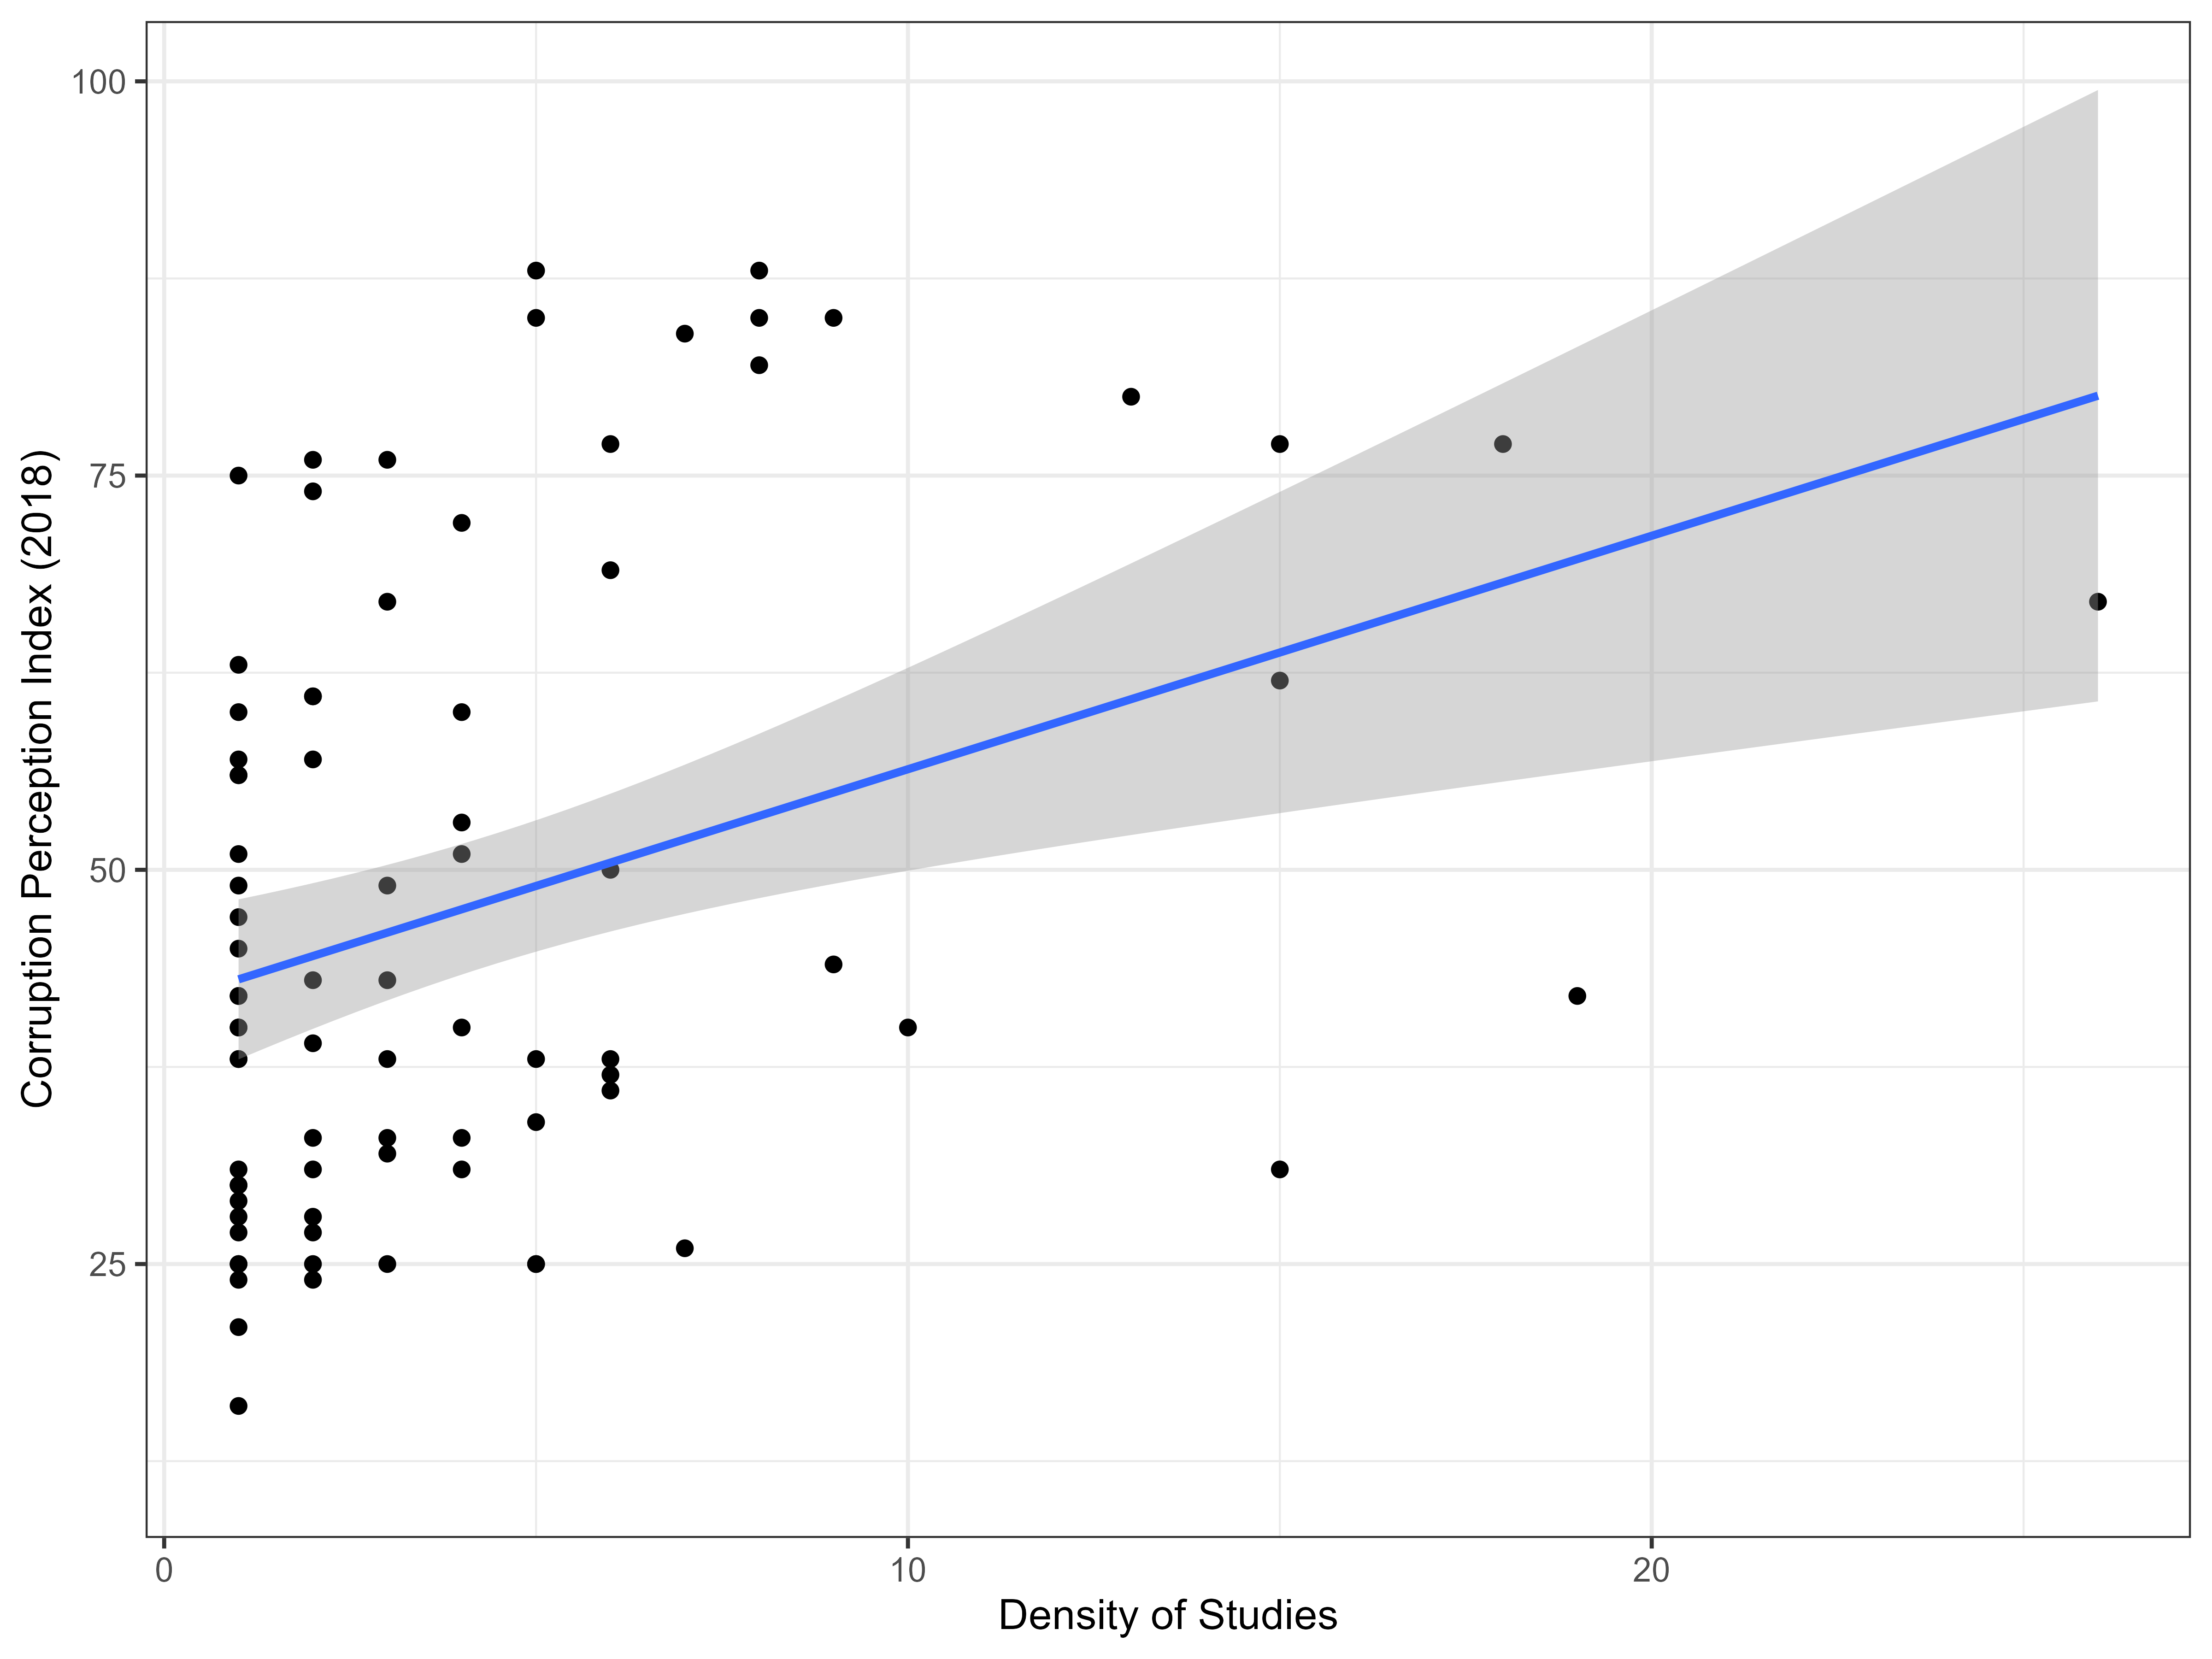 Corruption Perception Index (2018)
100
75
50
25
0 10 20
Density of Studies